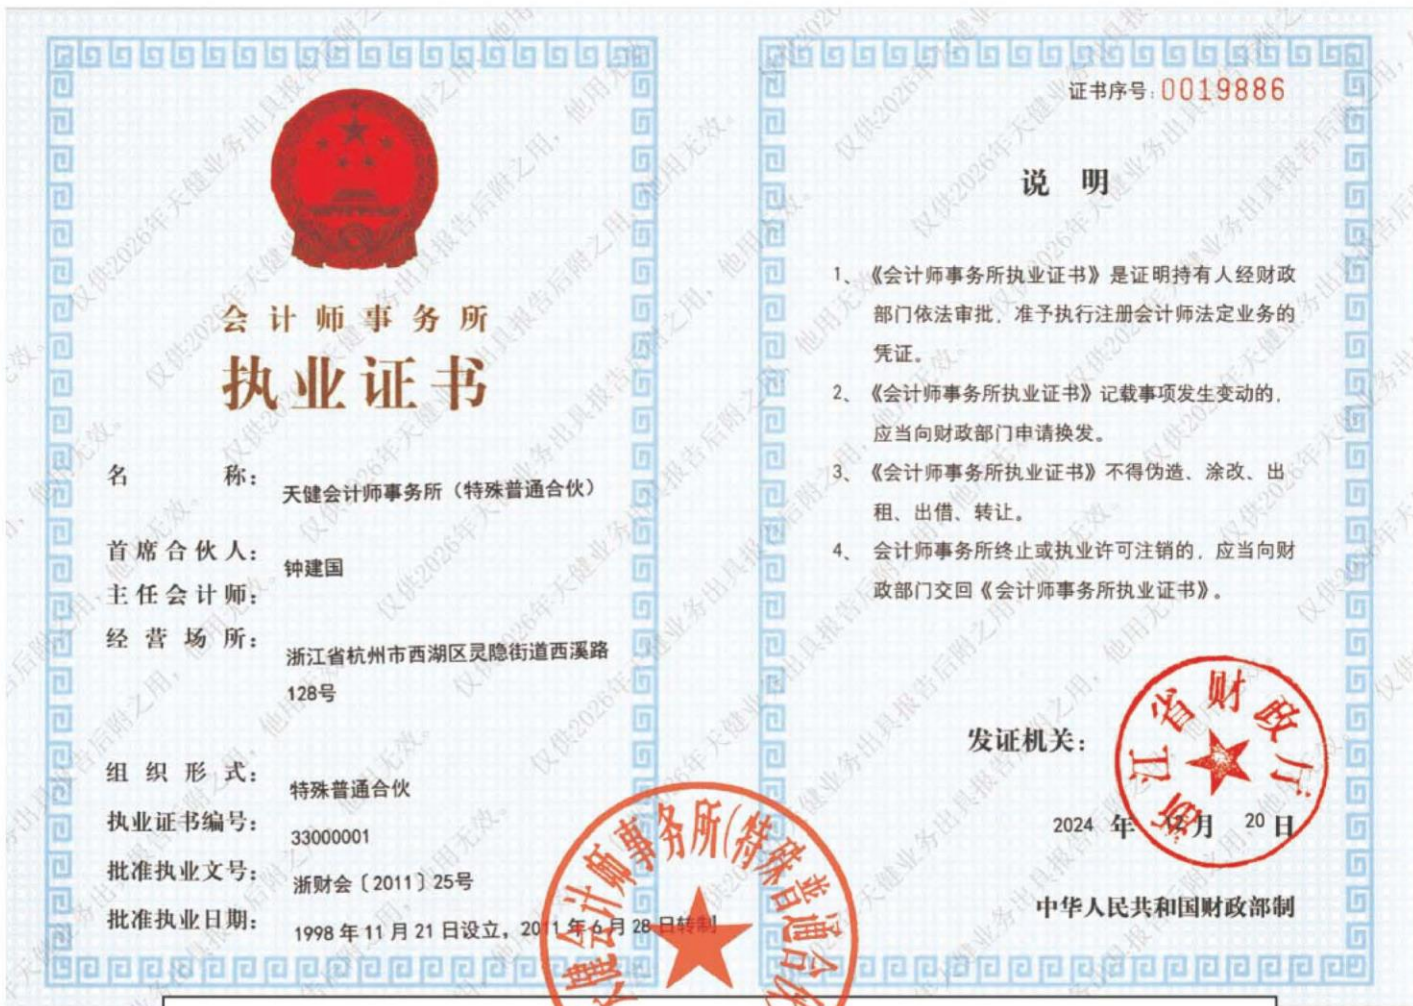 会计师事务所
执业证书
名 称：
天健会计师事务所（特殊普通合伙）
首席合伙人：
钟建国
主任会计师：
经营场所：
浙江省杭州市西湖区灵隐街道西溪路
128号
组织形式：
特殊普通合伙
执业证书编号：
33000001
批准执业文号：
浙财会〔2011〕25号
批准执业日期：
1998年11月21日设立，2011年6月28日转制
天健会计师事务所(特殊普通合伙
证书序号：0019886
说 明
1、《会计师事务所执业证书》是证明持有人经财政
部门依法审批，准予执行注册会计师法定业务的
凭证。
2、《会计师事务所执业证书》记载事项发生变动的，
应当向财政部门申请换发。
3、《会计师事务所执业证书》不得伪造、涂改、出
租、出借、转让。
4、会计师事务所终止或执业许可注销的，应当向财
政部门交回《会计师事务所执业证书》。
发证机关：
浙江省财政厅
2024 年 12月 20日
中华人民共和国财政部制
仅供2026年天健业务出具报告后附之用，他用无效。